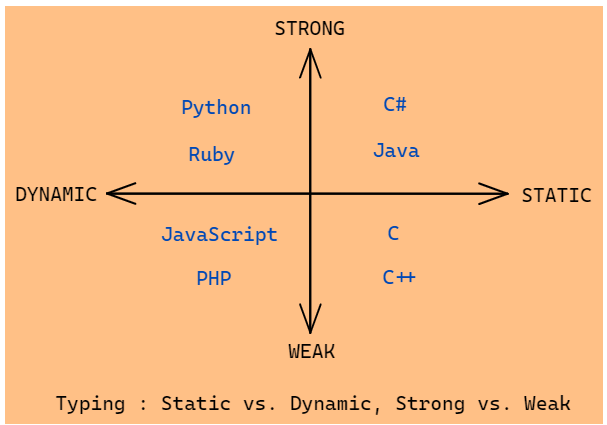 STRONG
Python C#
Ruby Java
DYNAMIC STATIC
JavaScript C
PHP C++
WEAK
Typing : Static vs. Dynamic, Strong vs. Weak